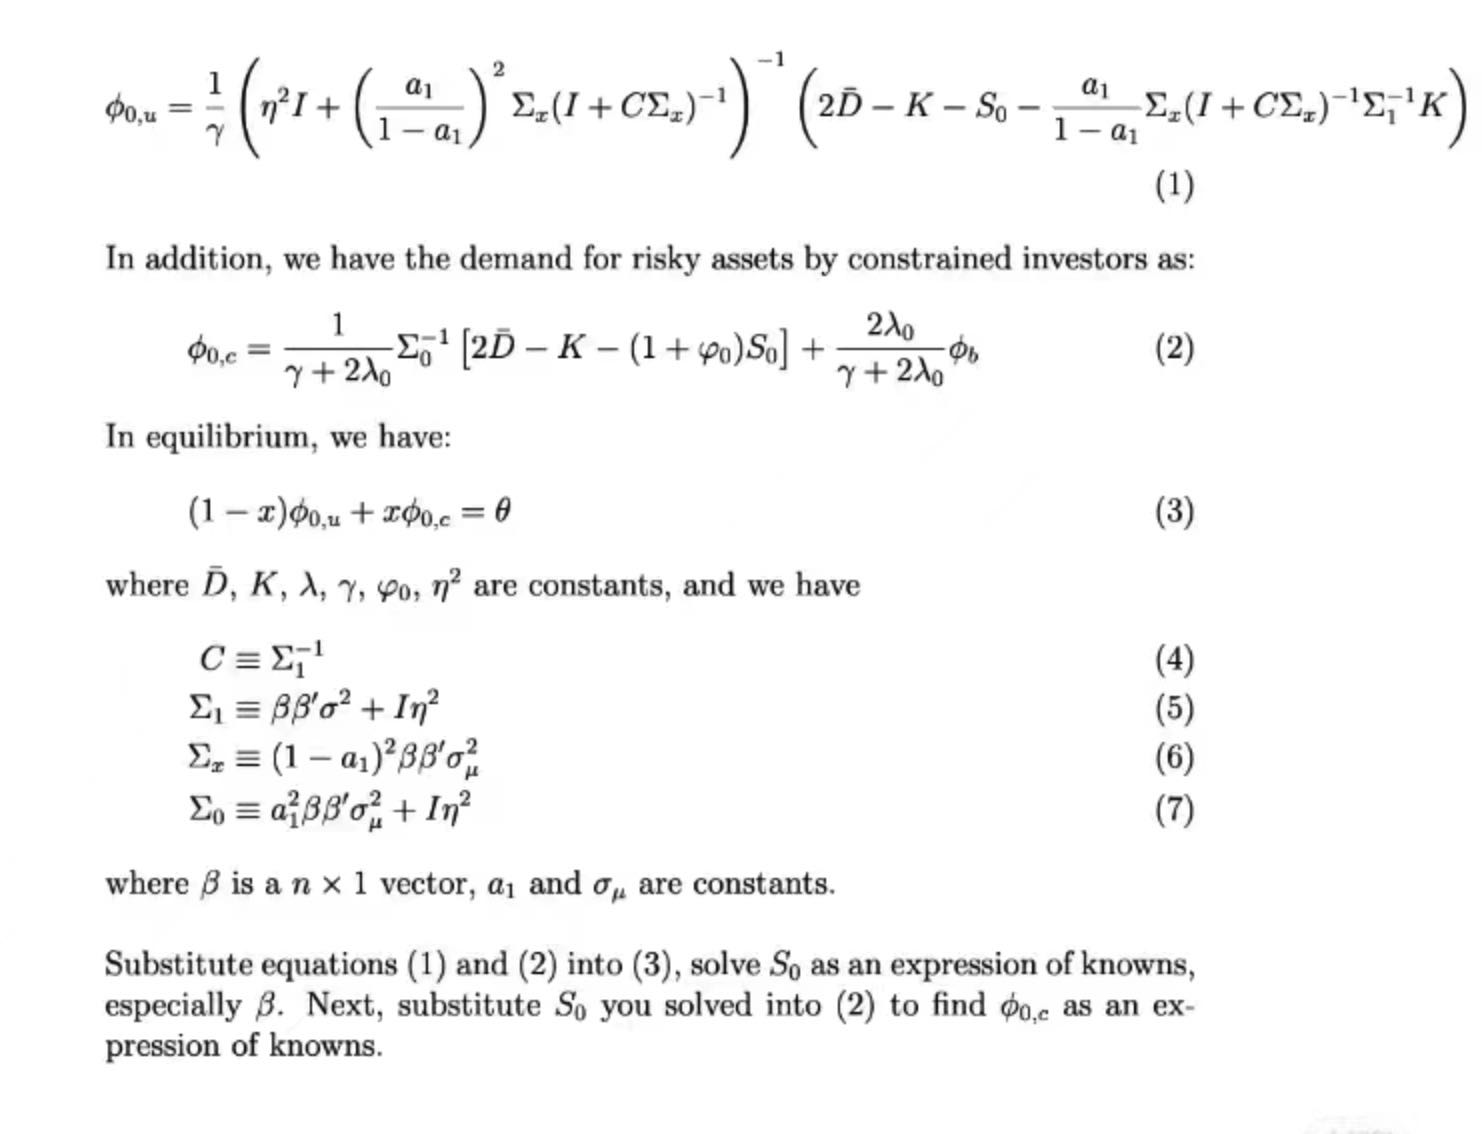 $\phi_{0,u} = \frac{1}{\gamma} \left( \eta^2 I + \left( \frac{a_1}{1 - a_1} \right)^2 \Sigma_x (I + C\Sigma_x)^{-1} \right)^{-1} \left( 2\bar{D} - K - S_0 - \frac{a_1}{1 - a_1} \Sigma_x (I + C\Sigma_x)^{-1} \Sigma_1^{-1} K \right)$
(1)
In addition, we have the demand for risky assets by constrained investors as:
$\phi_{0,c} = \frac{1}{\gamma + 2\lambda_0} \Sigma_0^{-1} \left[ 2\bar{D} - K - (1 + \varphi_0) S_0 \right] + \frac{2\lambda_0}{\gamma + 2\lambda_0} \phi_b$ (2)
In equilibrium, we have:
$(1 - x)\phi_{0,u} + x\phi_{0,c} = \theta$ (3)
where $\bar{D}$, $K$, $\lambda$, $\gamma$, $\varphi_0$, $\eta^2$ are constants, and we have
$C \equiv \Sigma_1^{-1}$ (4)
$\Sigma_1 \equiv \beta\beta'\sigma^2 + I\eta^2$ (5)
$\Sigma_x \equiv (1 - a_1)^2 \beta\beta'\sigma_\mu^2$ (6)
$\Sigma_0 \equiv a_1^2 \beta\beta'\sigma_\mu^2 + I\eta^2$ (7)
where $\beta$ is a $n \times 1$ vector, $a_1$ and $\sigma_\mu$ are constants.
Substitute equations (1) and (2) into (3), solve $S_0$ as an expression of knowns,
especially $\beta$. Next, substitute $S_0$ you solved into (2) to find $\phi_{0,c}$ as an ex-
pression of knowns.